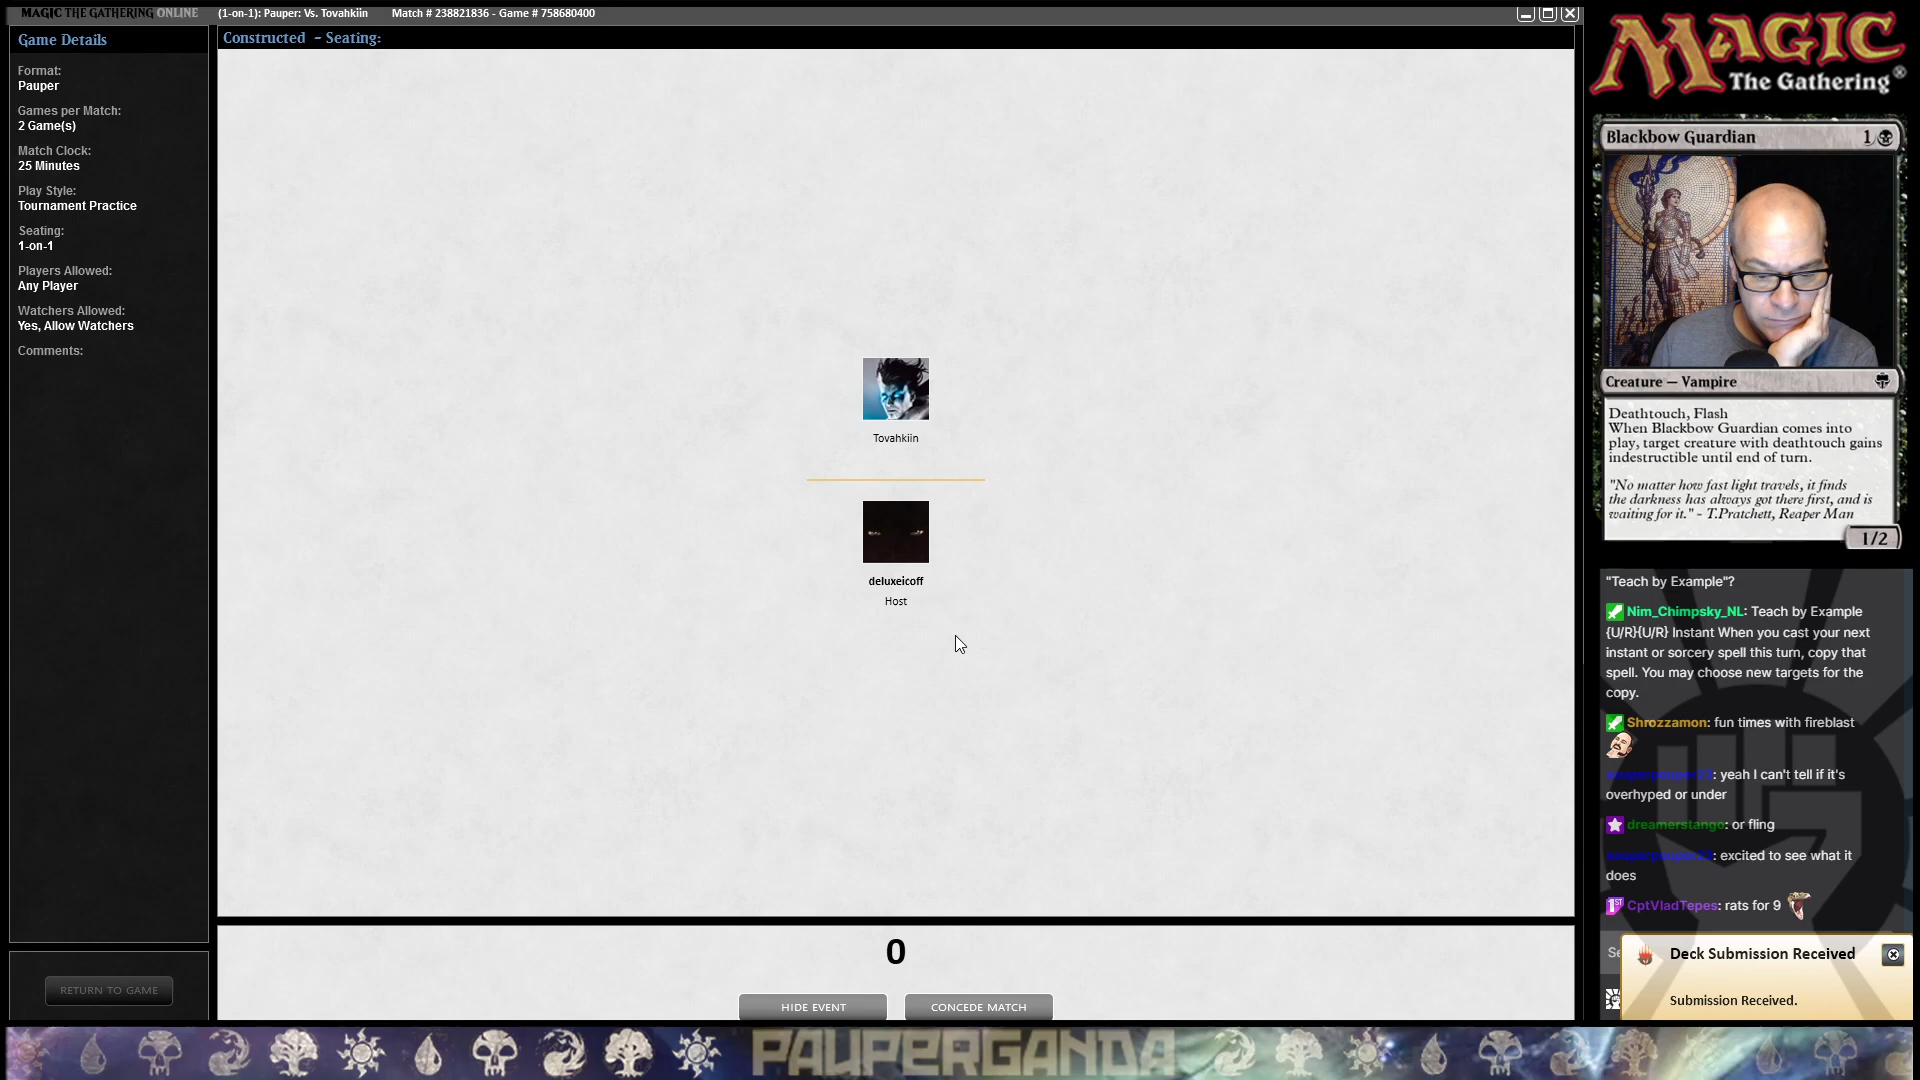 MAGIC THE GATHERING ONLINE
(1-on-1): Pauper: Vs. Tovahkiin Match # 238821836 - Game # 758680400
Game Details
Format:
Pauper
Games per Match:
2 Game(s)
Match Clock:
25 Minutes
Play Style:
Tournament Practice
Seating:
1-on-1
Players Allowed:
Any Player
Watchers Allowed:
Yes, Allow Watchers
Comments:
RETURN TO GAME
Constructed - Seating:
Tovahkiin
deluxeicoff
Host
0
HIDE EVENT
CONCEDE MATCH
MAGIC
The Gathering®
Blackbow Guardian 1
Creature — Vampire
Deathtouch, Flash
When Blackbow Guardian comes into
play, target creature with deathtouch gains
indestructible until end of turn.
"No matter how fast light travels, it finds
the darkness has always got there first, and is
waiting for it." - T.Pratchett, Reaper Man
1/2
"Teach by Example"?
Nim_Chimpsky_NL: Teach by Example
{U/R}{U/R} Instant When you cast your next
instant or sorcery spell this turn, copy that
spell. You may choose new targets for the
copy.
Shrozzamon: fun times with fireblast
: yeah I can't tell if it's
overhyped or under
dreamerstango: or fling
: excited to see what it
does
1ST CptVladTepes: rats for 9
Se
Deck Submission Received
Submission Received.
PAUPERGANDA